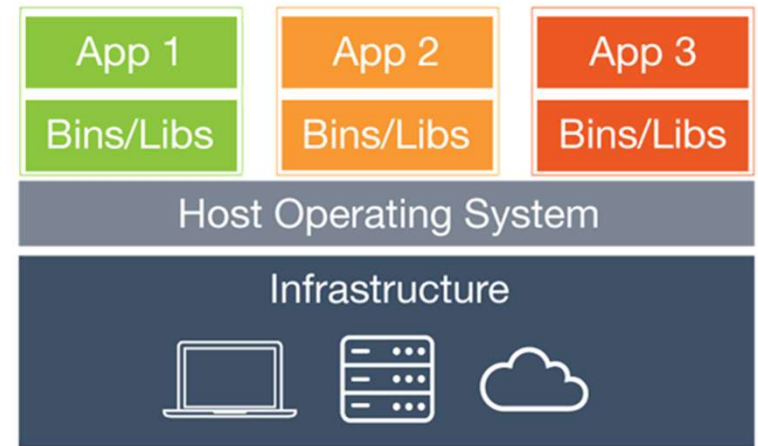 App 1
App 2
App 3
Bins/Libs
Bins/Libs
Bins/Libs
Host Operating System
Infrastructure